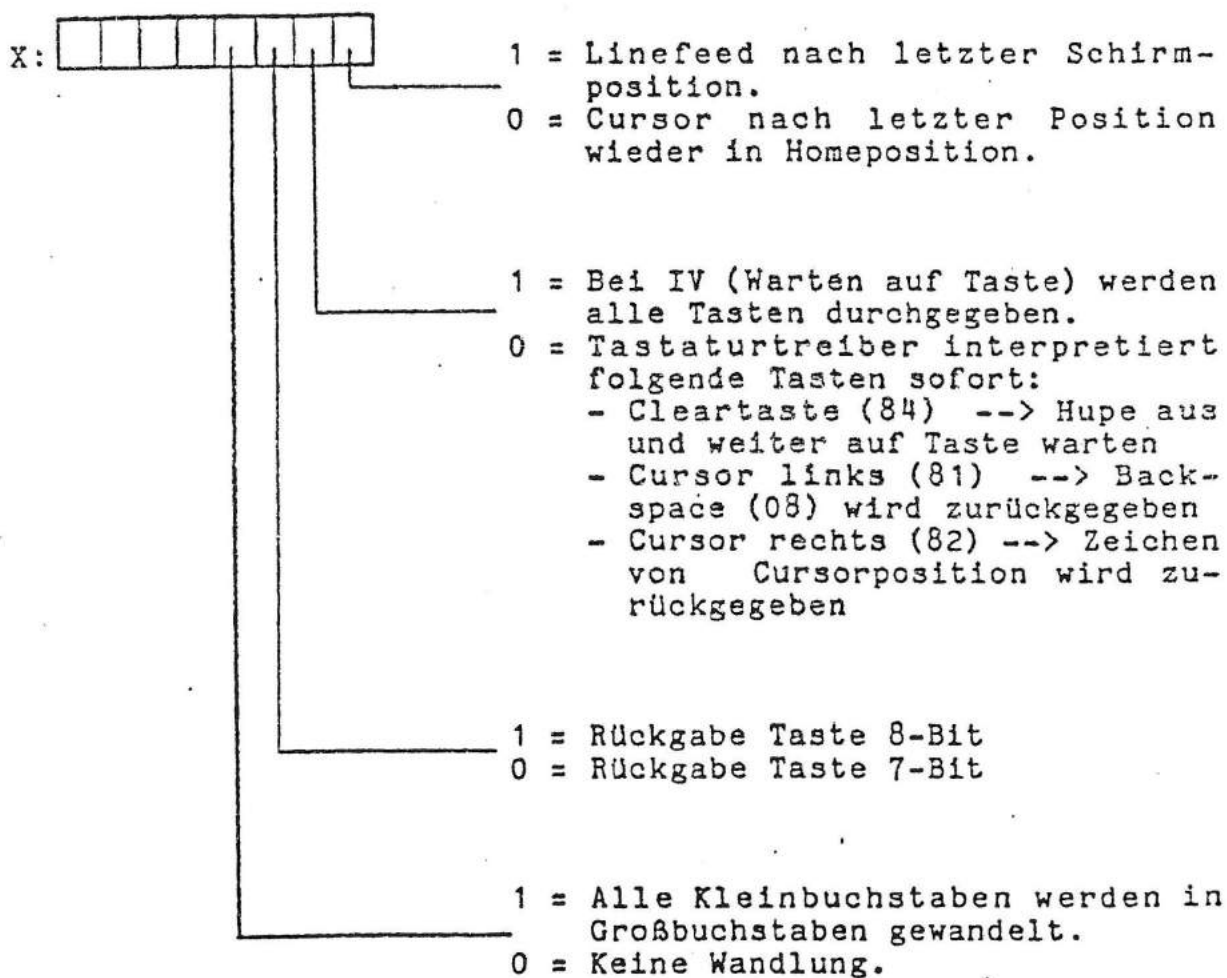 X:
1 = Linefeed nach letzter Schirm-
position.
0 = Cursor nach letzter Position
wieder in Homeposition.
1 = Bei IV (Warten auf Taste) werden
alle Tasten durchgegeben.
0 = Tastaturtreiber interpretiert
folgende Tasten sofort:
- Cleartaste (84) --> Hupe aus
und weiter auf Taste warten
- Cursor links (81) --> Back-
space (08) wird zurückgegeben
- Cursor rechts (82) --> Zeichen
von Cursorposition wird zu-
rückgegeben
1 = Rückgabe Taste 8-Bit
0 = Rückgabe Taste 7-Bit
1 = Alle Kleinbuchstaben werden in
Großbuchstaben gewandelt.
0 = Keine Wandlung.